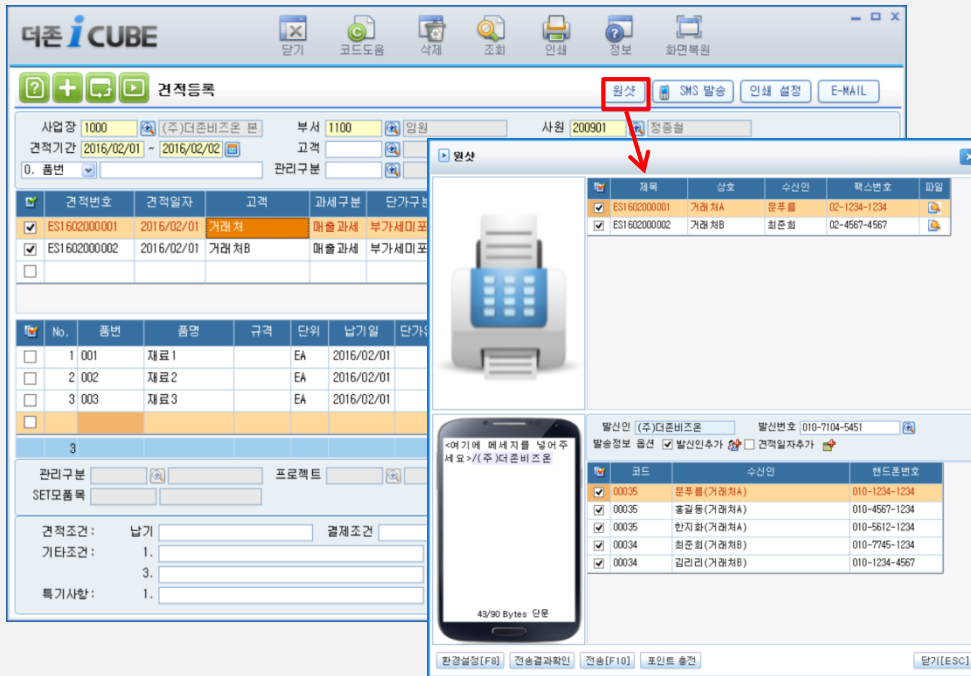 더존 iCUBE
닫기 코드도움 삭제 조회 인쇄 정보 화면복원
견적등록
원샷 SMS 발송 인쇄 설정 E-MAIL
사업장 1000 (주)더존비즈온 본 부서 1100 임원 사원 200901 정종철
견적기간 2016/02/01 ~ 2016/02/02 고객
0. 품번 관리구분
견적번호 견적일자 고객 과세구분 단가구분
ES1602000001 2016/02/01 거래처 매출과세 부가세미포
ES1602000002 2016/02/01 거래처B 매출과세 부가세미포
No. 품번 품명 규격 단위 납기일 단가
1 001 재료1 EA 2016/02/01
2 002 재료2 EA 2016/02/01
3 003 재료3 EA 2016/02/01
3
관리구분 프로젝트
SET모품목
견적조건: 납기 결제조건
기타조건: 1.
3.
특기사항: 1.
원샷
제목 상호 수신인 팩스번호 파일
ES1602000001 거래처A 문푸름 02-1234-1234
ES1602000002 거래처B 최준희 02-4567-4567
<여기에 메세지를 넣어주
세요>/(주)더존비즈온
43/90 Bytes 단문
발신인 (주)더존비즈온 발신번호 010-7104-5451
발송정보 옵션 발신인추가 견적일자추가
코드 수신인 핸드폰번호
00035 문푸름(거래처A) 010-1234-1234
00035 홍길동(거래처A) 010-4567-1234
00035 한지화(거래처A) 010-5612-1234
00034 최준희(거래처B) 010-7745-1234
00034 김리리(거래처B) 010-1234-4567
환경설정[F8] 전송결과확인 전송[F10] 포인트 충전 닫기[ESC]